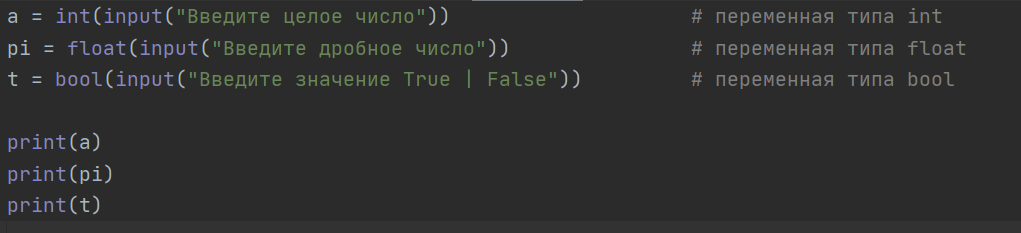 a = int(input("Введите целое число")) # переменная типа int
pi = float(input("Введите дробное число")) # переменная типа float
t = bool(input("Введите значение True | False")) # переменная типа bool
print(a)
print(pi)
print(t)